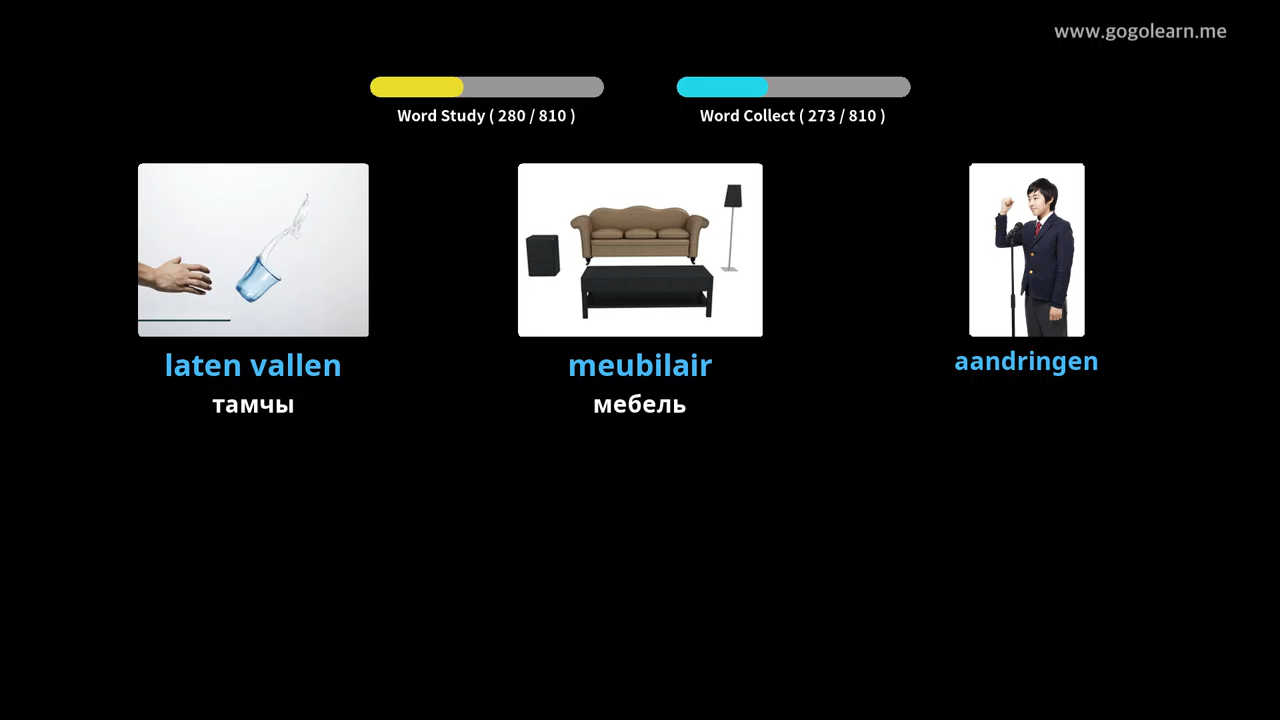 www.gogolearn.me
Word Study ( 280 / 810 )
Word Collect ( 273 / 810 )
laten vallen
тамчы
meubilair
мебель
aandringen